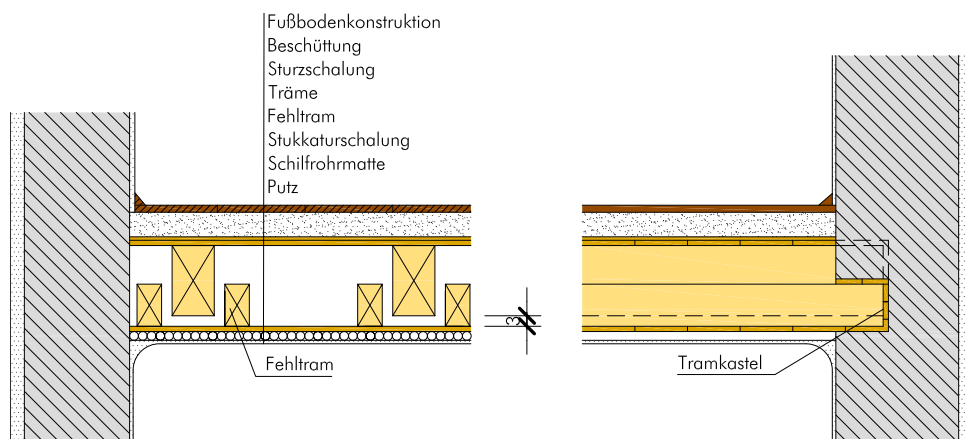 Fußbodenkonstruktion
Beschüttung
Sturzschalung
Träme
Fehltram
Stukkaturschalung
Schilfrohrmatte
Putz
3
Fehltram
Tramkastel